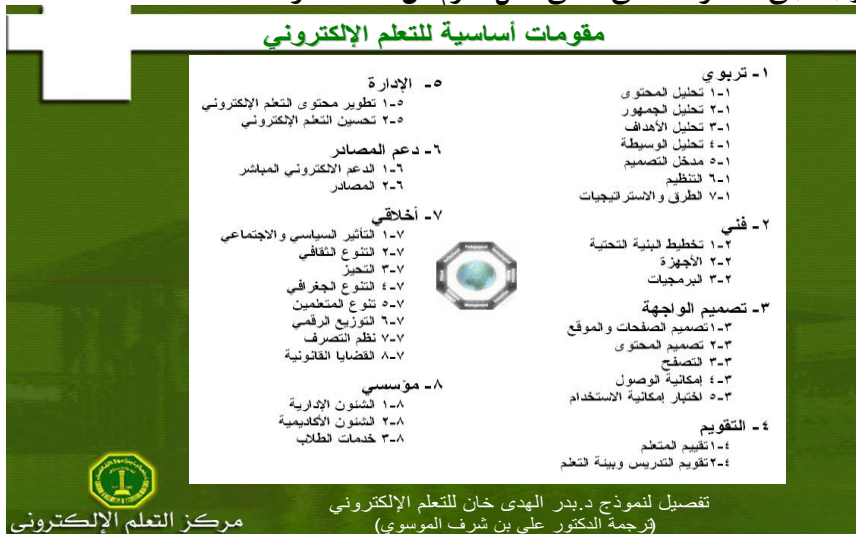 مقومات أساسية للتعلم الإلكتروني
١- تربوي
١-١ تحليل المحتوى
١-٢ تحليل الجمهور
١-٣ تحليل الأهداف
١-٤ تحليل الوسيطة
١-٥ مدخل التصميم
١-٦ التنظيم
١-٧ الطرق والاستراتيجيات
٢- فني
٢-١ تخطيط البنية التحتية
٢-٢ الأجهزة
٢-٣ البرمجيات
٣- تصميم الواجهة
٣-١تصميم الصفحات والموقع
٣-٢ تصميم المحتوى
٣-٣ التصفح
٣-٤ إمكانية الوصول
٣-٥ اختبار إمكانية الاستخدام
٤- التقويم
٤-١تقييم المتعلم
٤-٢تقويم التدريس وبيئة التعلم
٥- الإدارة
٥-١ تطوير محتوى التعلم الإلكتروني
٥-٢ تحسين التعلم الإلكتروني
٦- دعم المصادر
٦-١ الدعم الالكتروني المباشر
٦-٢ المصادر
٧- أخلاقي
٧-١ التأثير السياسي والاجتماعي
٧-٢ التنوع الثقافي
٧-٣ التحيز
٧-٤ التنوع الجغرافي
٧-٥ تنوع المتعلمين
٧-٦ التوزيع الرقمي
٧-٧ نظم التصرف
٧-٨ القضايا القانونية
٨- مؤسسي
٨-١ الشئون الإدارية
٨-٢ الشئون الأكاديمية
٨-٣ خدمات الطلاب
تفصيل لنموذج د.بدر الهدى خان للتعلم الإلكتروني
(ترجمة الدكتور علي بن شرف الموسوي)
مركز التعلم الإلكتروني